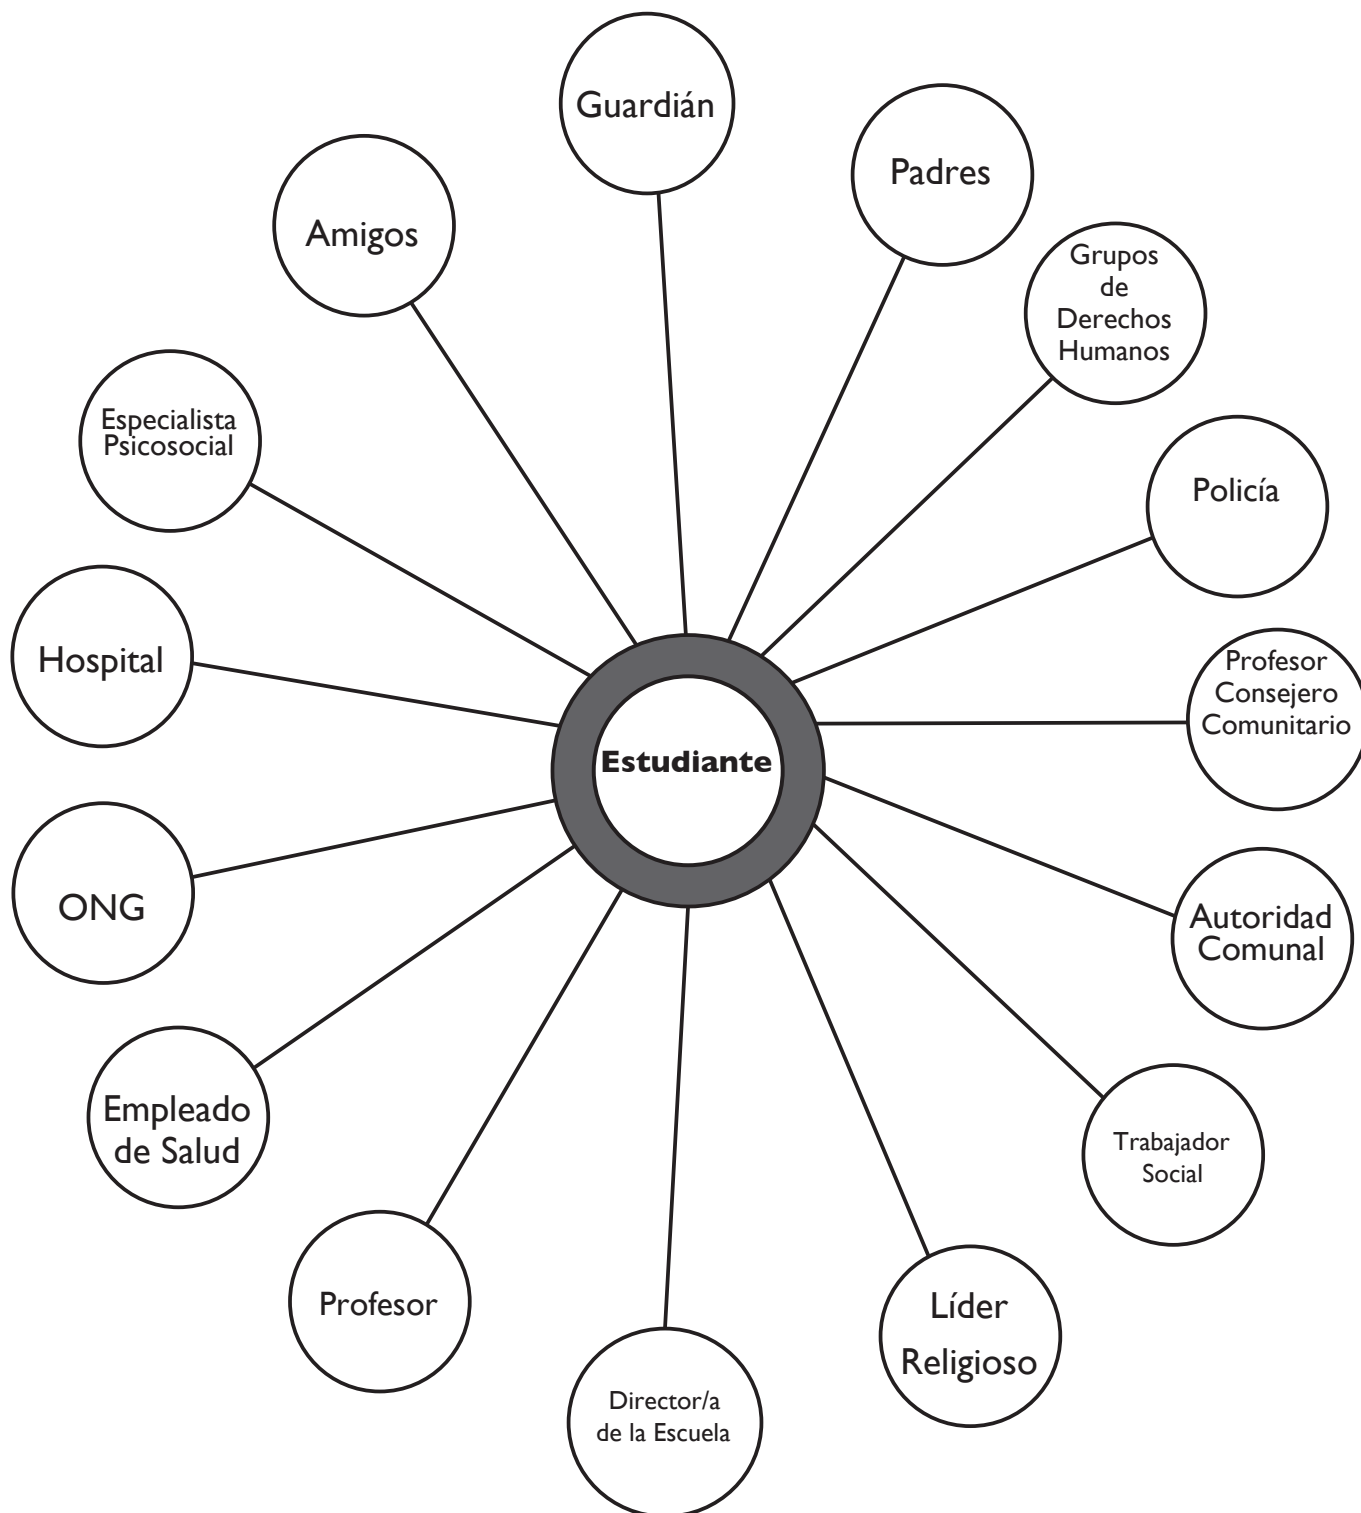 Guardián
Padres
Amigos
Grupos
de
Derechos
Humanos
Especialista
Psicosocial
Policía
Hospital
Profesor
Consejero
Comunitario
Estudiante
ONG
Autoridad
Comunal
Empleado
de Salud
Trabajador
Social
Profesor
Líder
Religioso
Director/a
de la Escuela